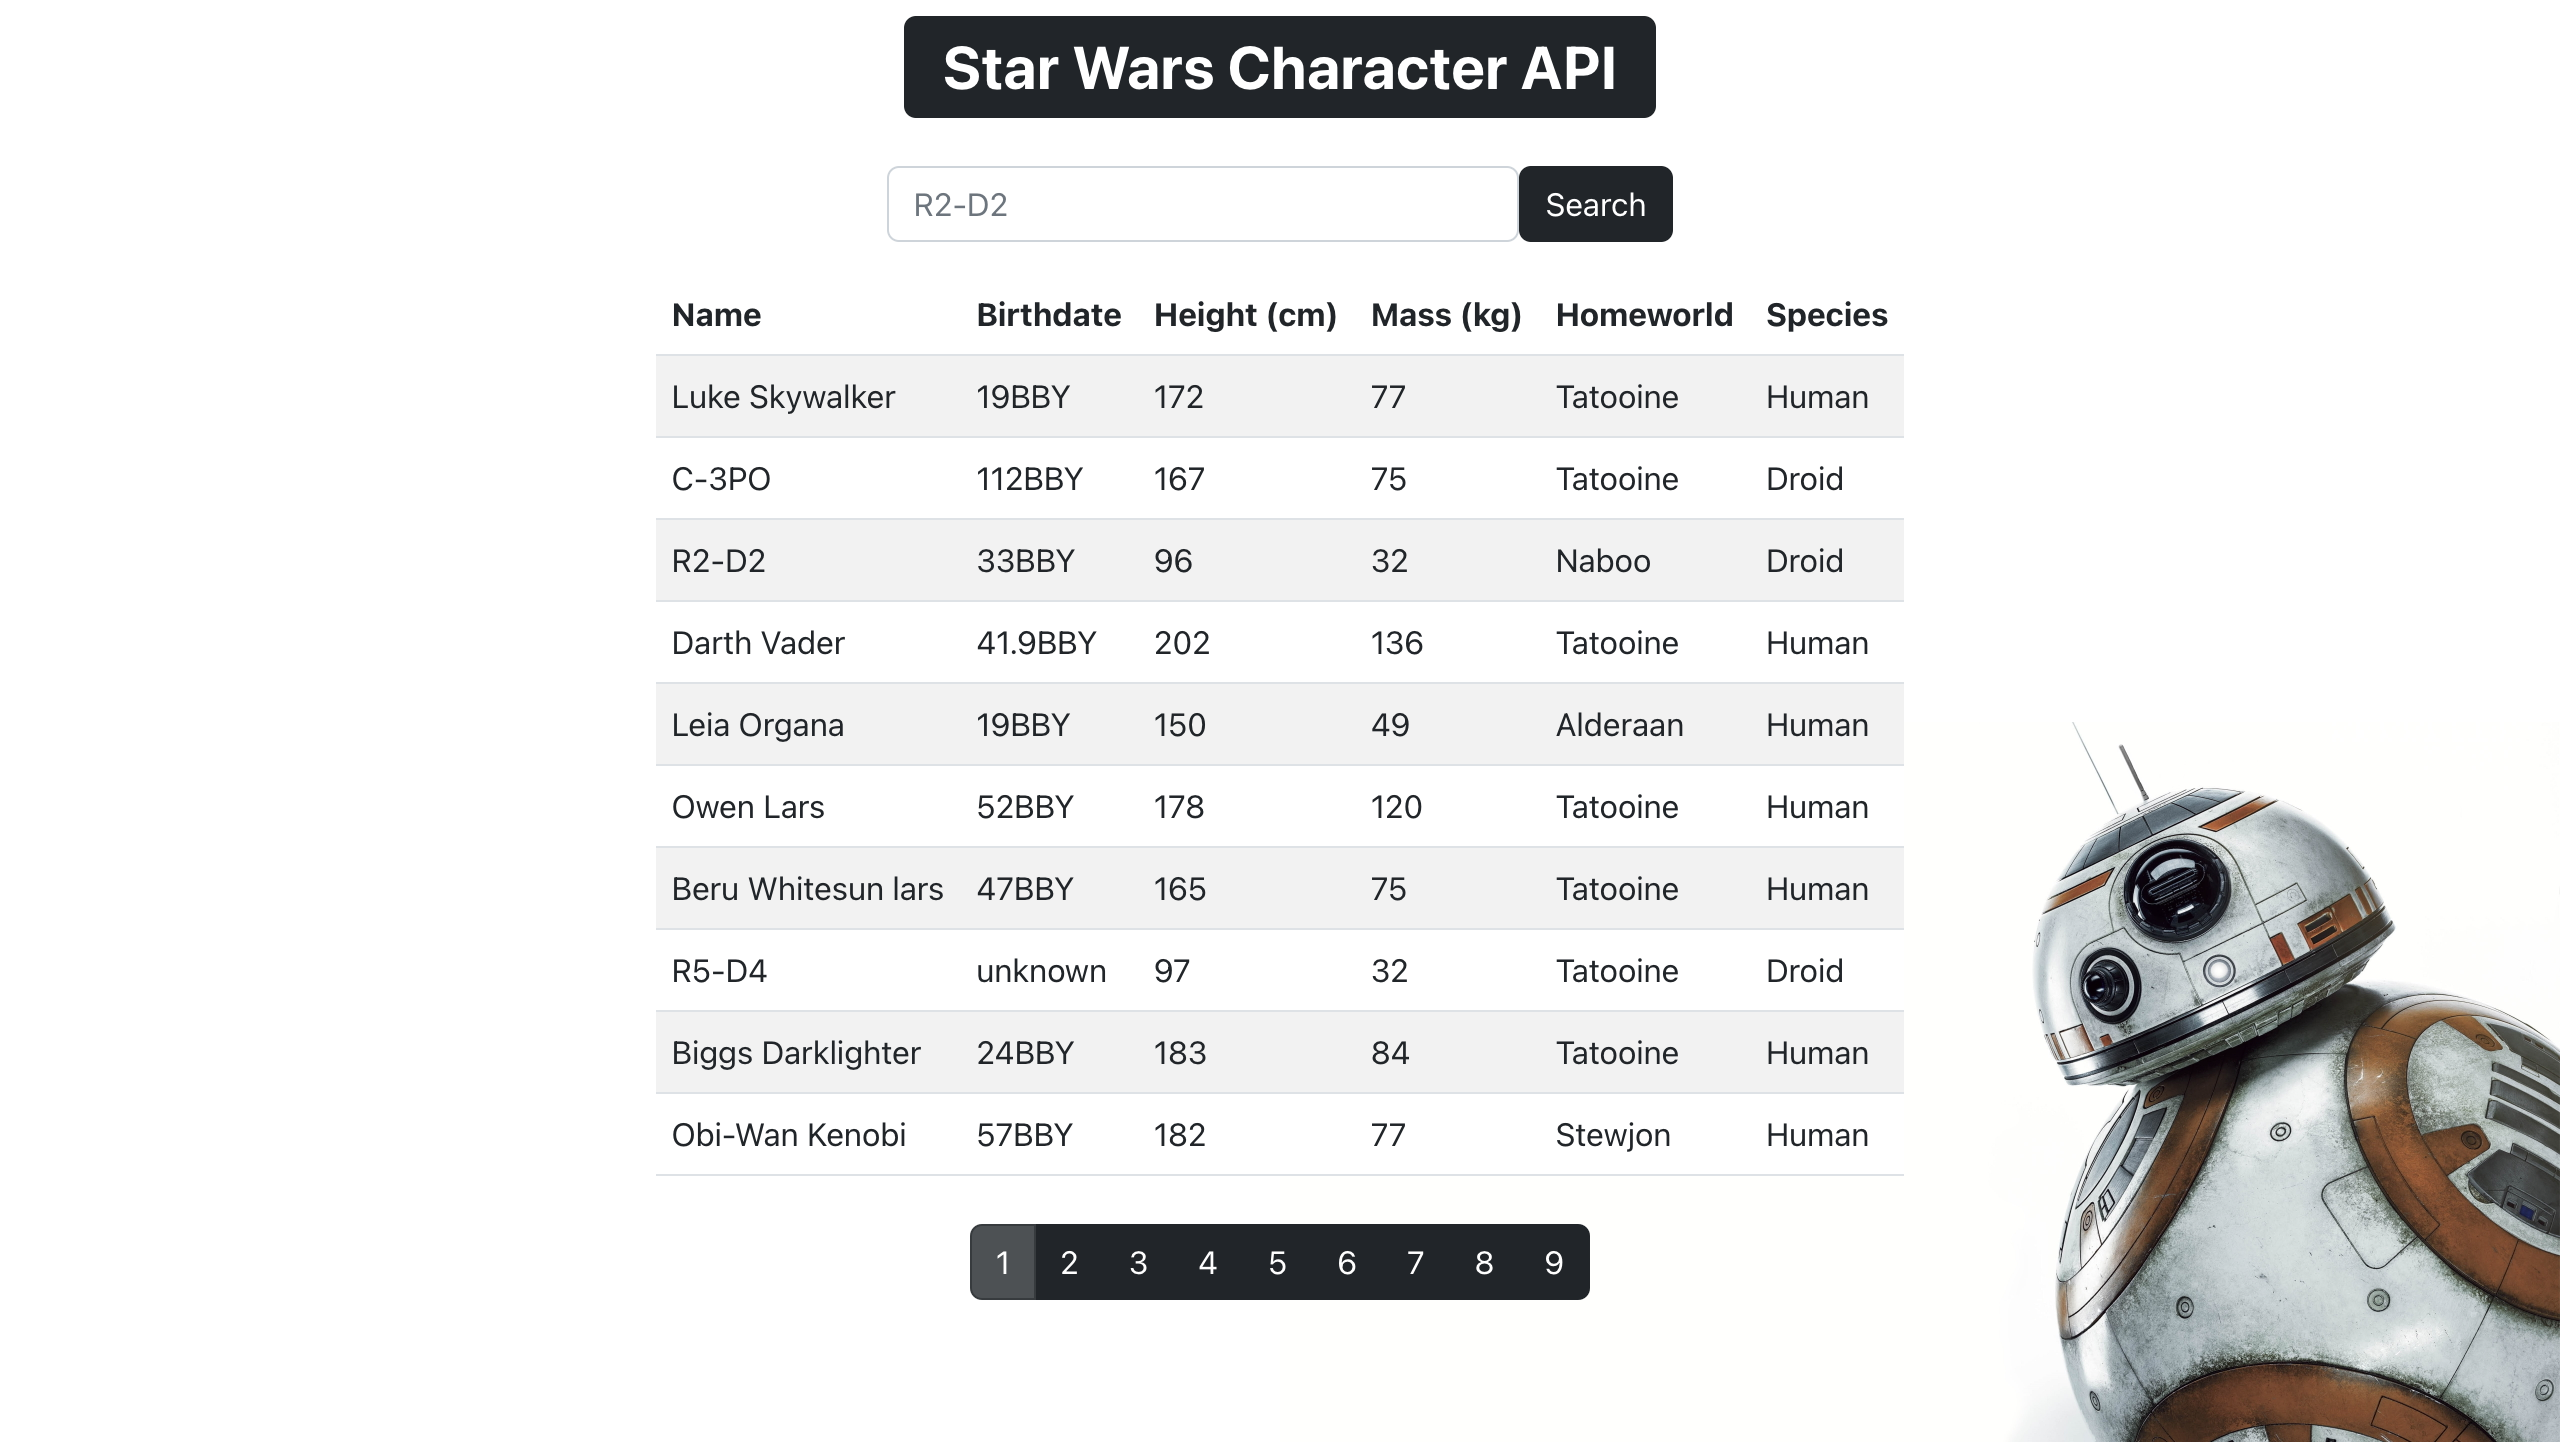 Star Wars Character API
R2-D2 Search
Name Birthdate Height (cm) Mass (kg) Homeworld Species
Luke Skywalker 19BBY 172 77 Tatooine Human
C-3PO 112BBY 167 75 Tatooine Droid
R2-D2 33BBY 96 32 Naboo Droid
Darth Vader 41.9BBY 202 136 Tatooine Human
Leia Organa 19BBY 150 49 Alderaan Human
Owen Lars 52BBY 178 120 Tatooine Human
Beru Whitesun lars 47BBY 165 75 Tatooine Human
R5-D4 unknown 97 32 Tatooine Droid
Biggs Darklighter 24BBY 183 84 Tatooine Human
Obi-Wan Kenobi 57BBY 182 77 Stewjon Human
1 2 3 4 5 6 7 8 9